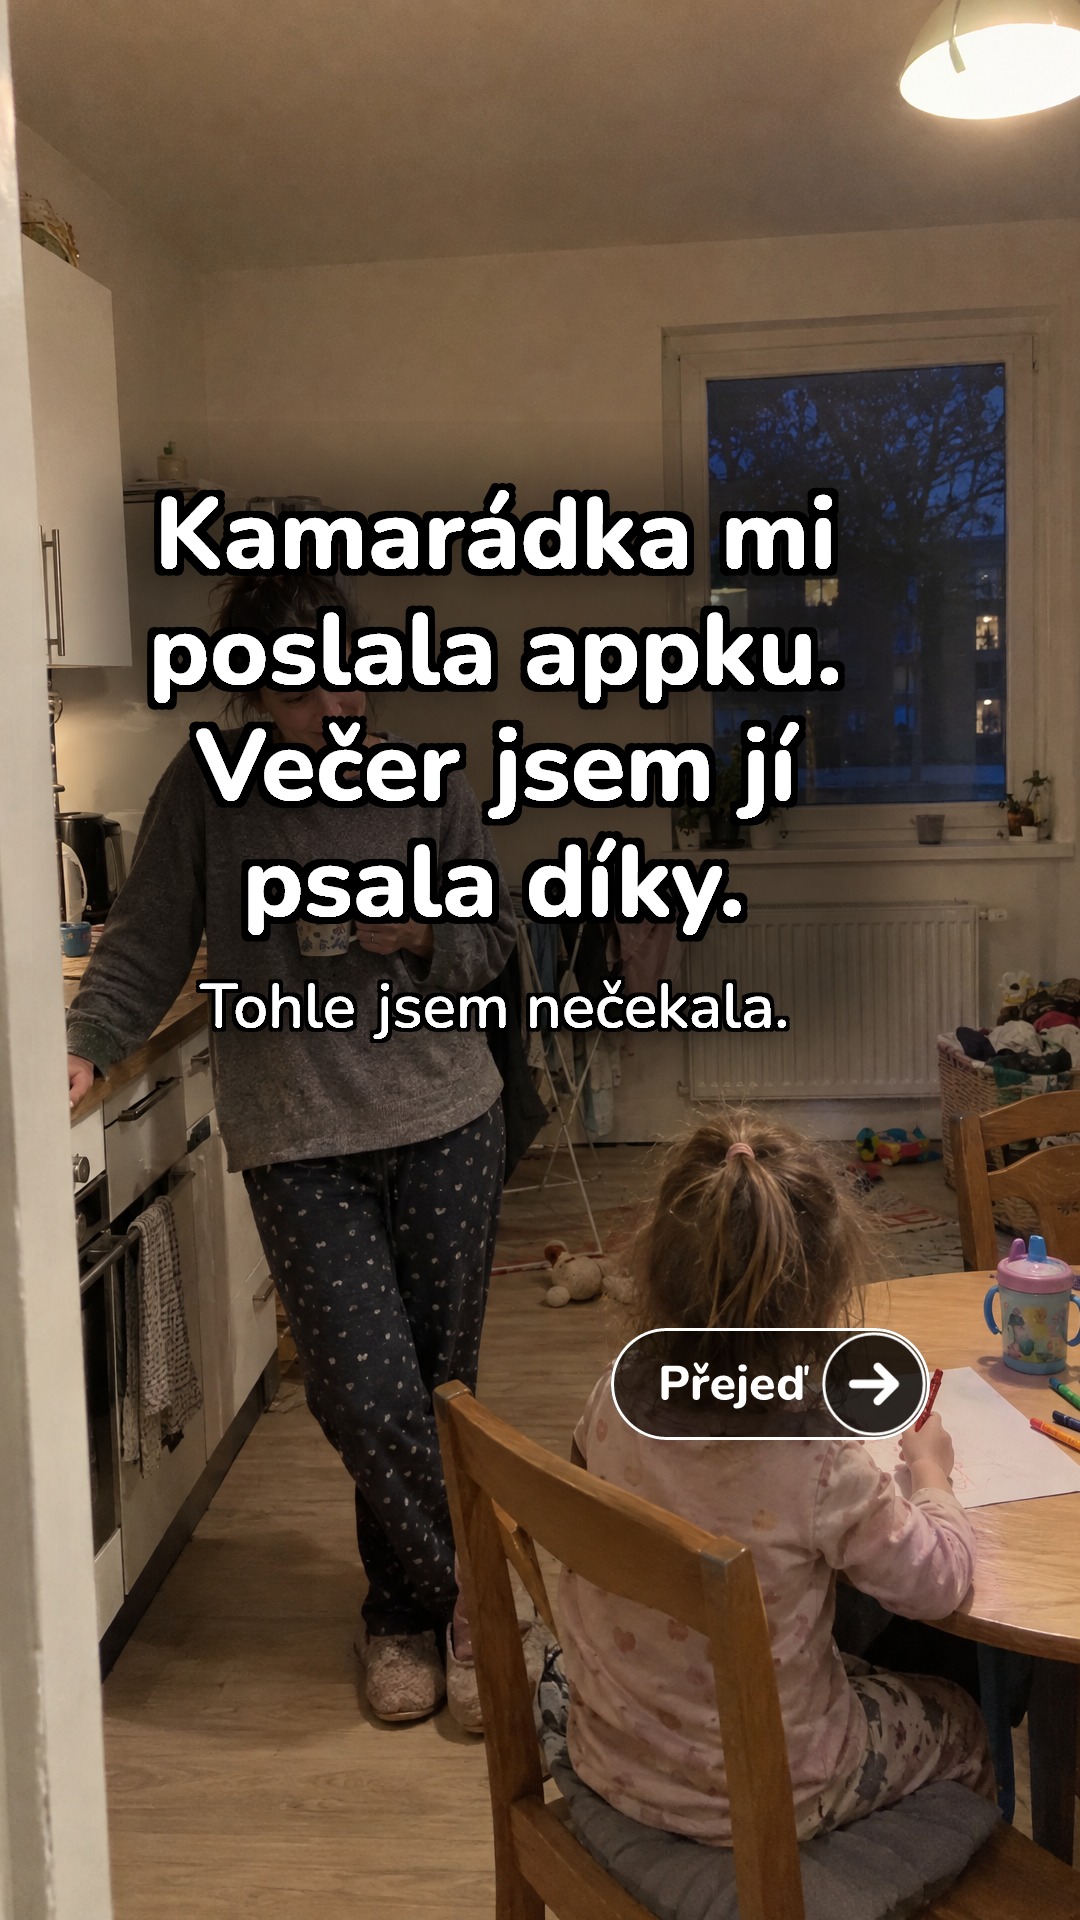 Kamarádka mi
poslala appku.
Večer jsem jí
psala díky.
Tohle jsem nečekala.
Přejeď